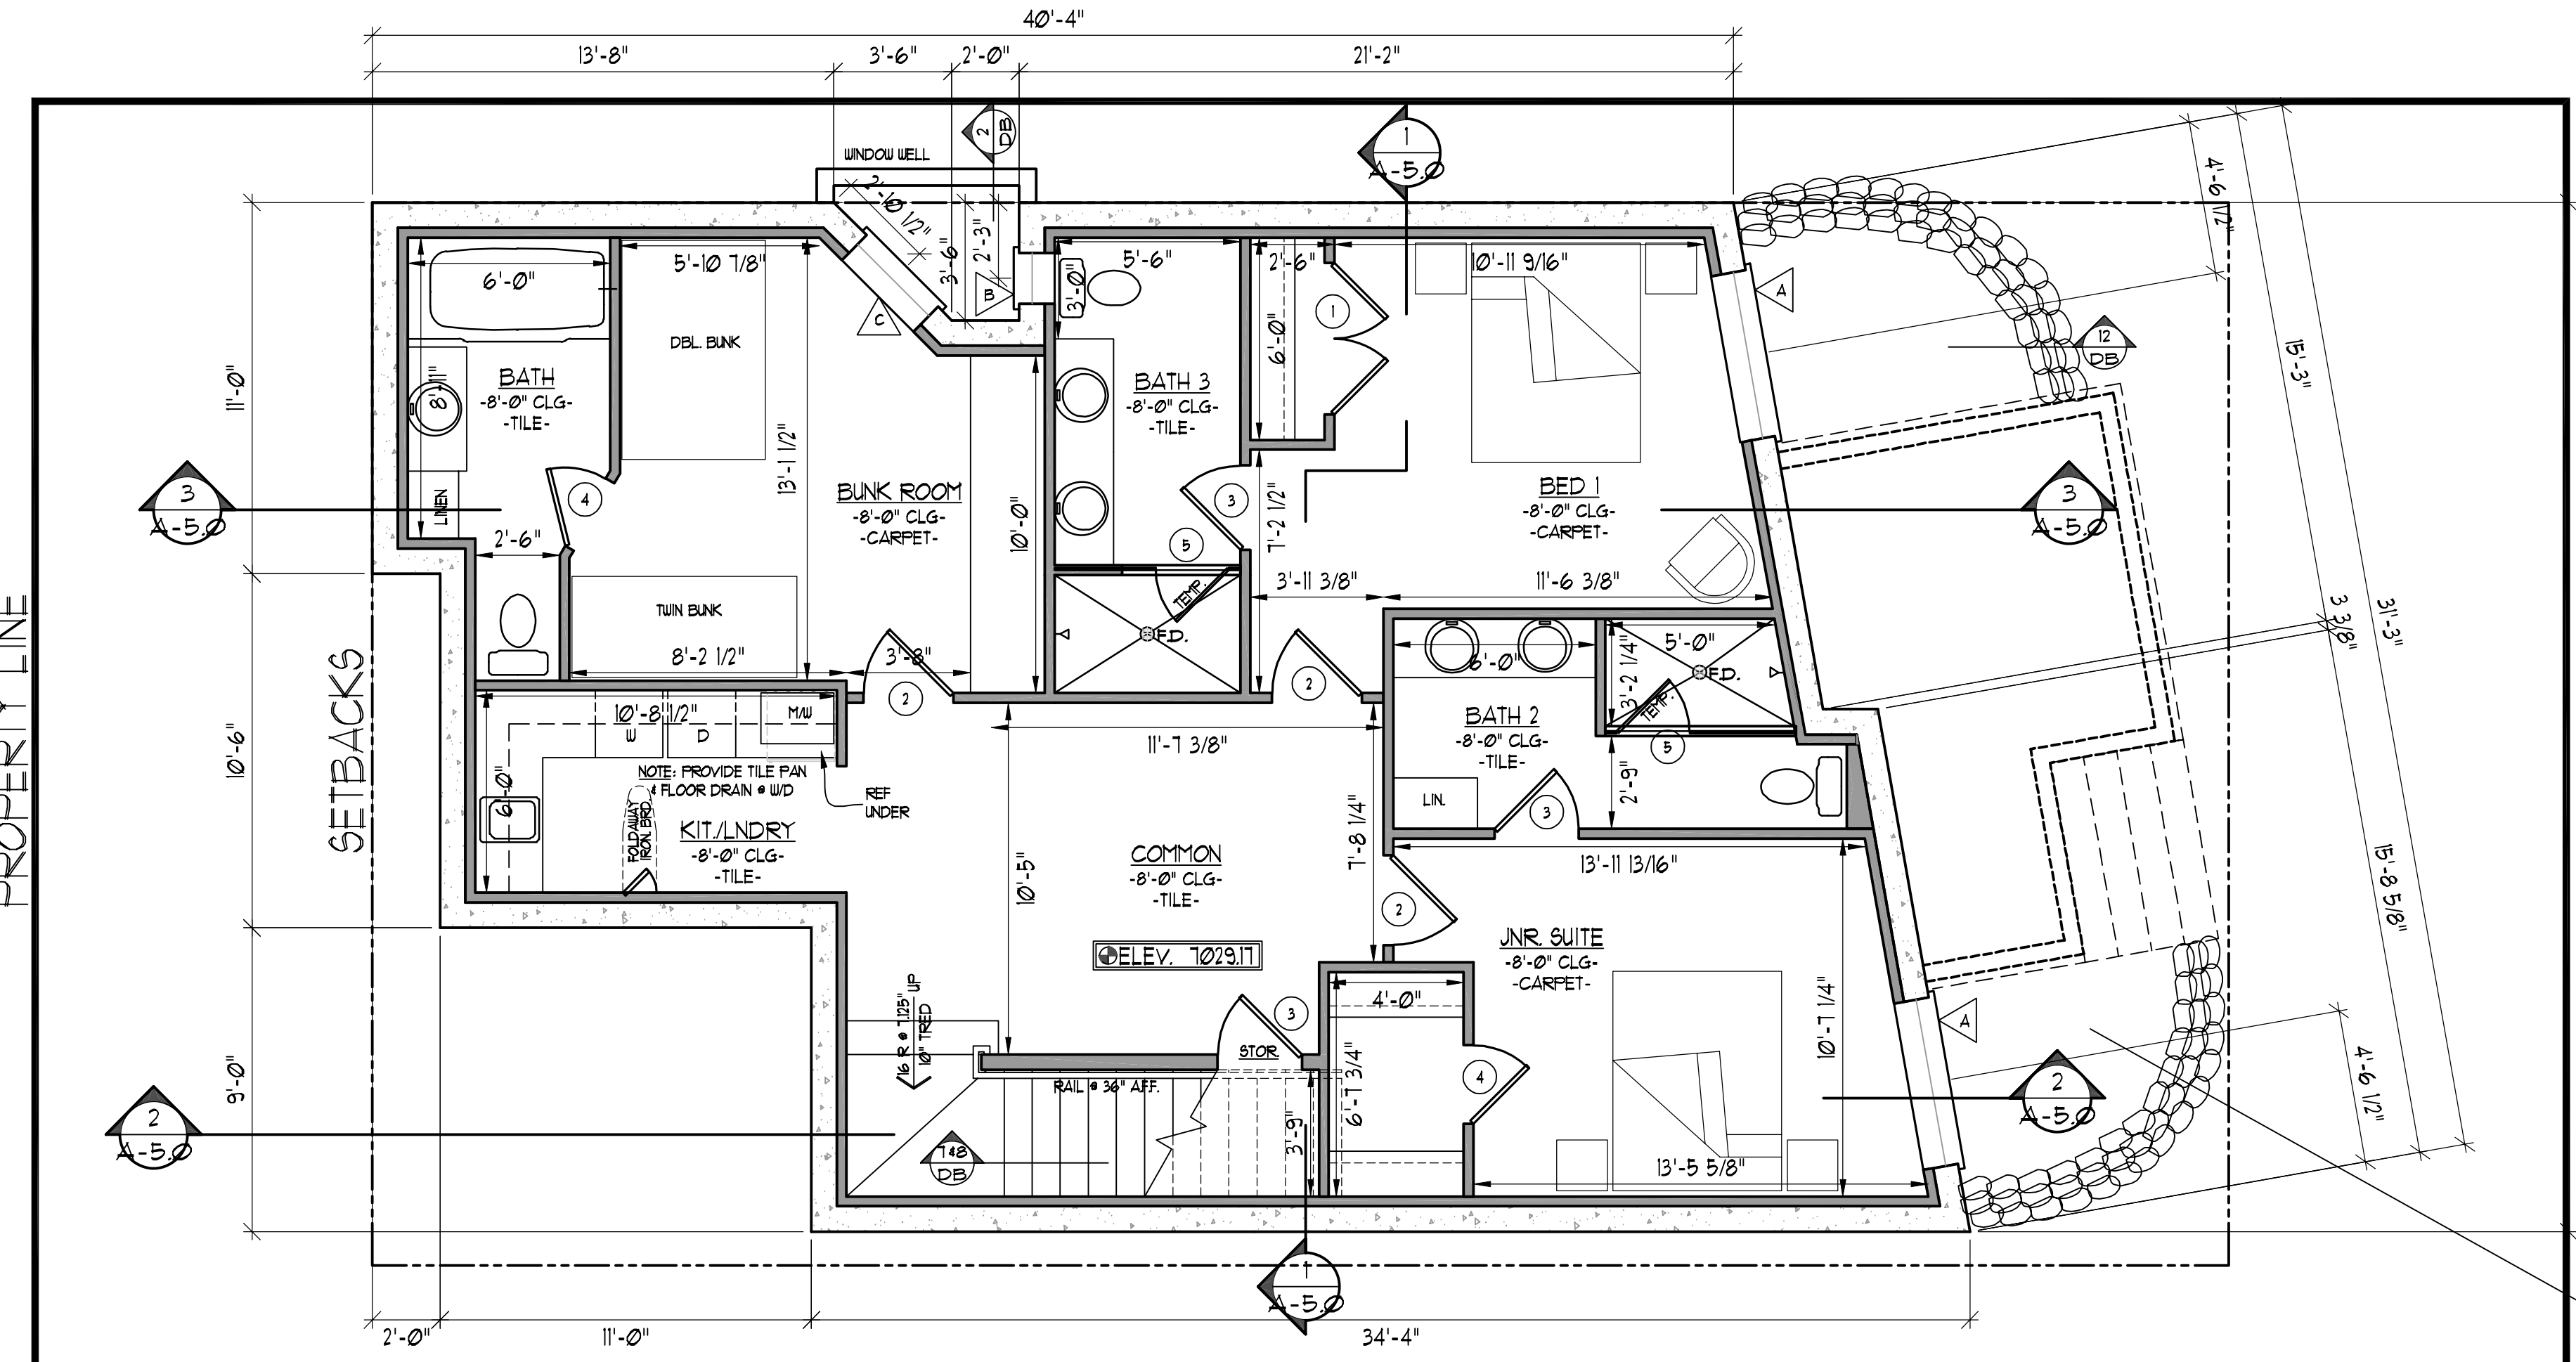 40'-4"
13'-8"
3'-6"
2'-0"
21'-2"
2
DB
1
A-5.0
WINDOW WELL
2'-10 1/2"
3'-6"
2'-3"
4'-6 1/2"
6'-0"
5'-10 7/8"
3'-0"
5'-6"
2'-6"
10'-11 9/16"
B
C
A
1
DBL. BUNK
6'-0"
12
DB
15'-3"
11'-0"
8'-11"
BATH
-8'-0" CLG-
-TILE-
BATH 3
-8'-0" CLG-
-TILE-
13'-1 1/2"
3
A-5.0
LINEN
4
BUNK ROOM
-8'-0" CLG-
-CARPET-
10'-0"
3
5
7'-2 1/2"
BED 1
-8'-0" CLG-
-CARPET-
3
A-5.0
2'-6"
3'-11 3/8"
11'-6 3/8"
TEMP.
TWIN BUNK
F.D.
3 3/8"
31'-3"
PROPERTY LINE
SETBACKS
8'-2 1/2"
3'-8"
2
2
6'-0"
3'-2 1/4"
5'-0"
F.D.
TEMP.
10'-8 1/2"
W
D
M/W
11'-7 3/8"
BATH 2
-8'-0" CLG-
-TILE-
5
10'-6"
6'-0"
NOTE: PROVIDE TILE PAN
& FLOOR DRAIN @ W/D
REF
UNDER
FOLDAWAY
IRON. BRD
KIT./LNDRY
-8'-0" CLG-
-TILE-
LIN.
2'-9"
3
7'-8 1/4"
COMMON
-8'-0" CLG-
-TILE-
10'-5"
13'-11 13/16"
15'-8 5/8"
2
JNR. SUITE
-8'-0" CLG-
-CARPET-
ELEV. 7029.17
UP
16 R @ 7.125"
10" TRED
4'-0"
3
STOR.
10'-7 1/4"
A
9'-0"
RAIL @ 36" A.F.F.
6'-7 3/4"
4
4'-6 1/2"
2
A-5.0
3'-9"
2
A-5.0
7&8
DB
13'-5 5/8"
1
A-5.0
2'-0"
11'-0"
34'-4"